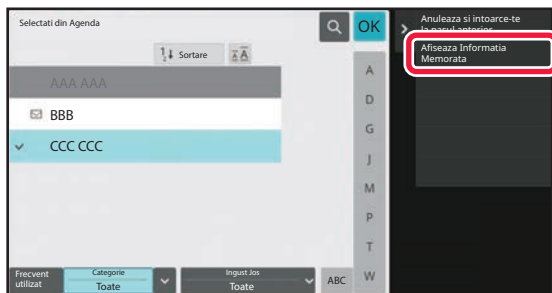 Selectati din Agenda
OK
Anuleaza si intoarce-te
la pasul anterior
Afiseaza Informatia
Memorata
Sortare
AAA AAA
BBB
CCC CCC
A
D
G
J
M
P
T
W
Frecvent
utilizat
Categorie
Toate
Ingust Jos
Toate
ABC